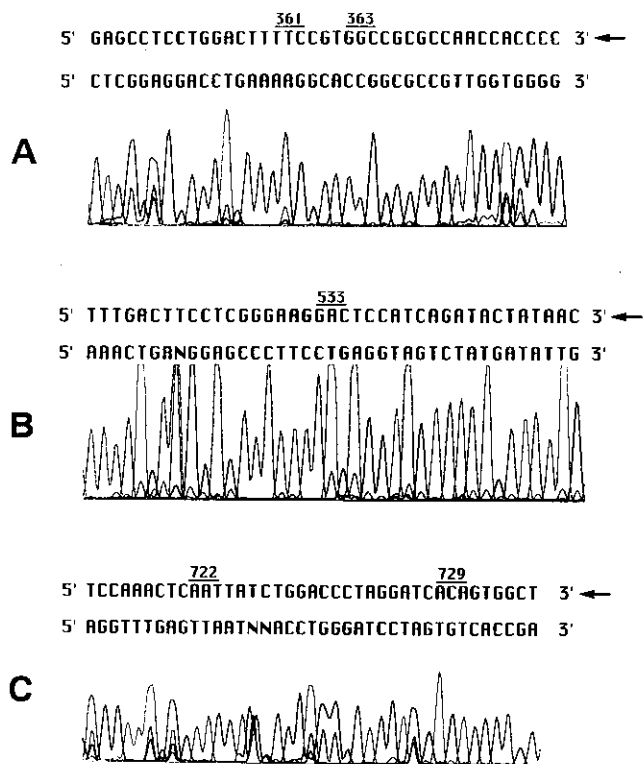 361 363
5' GAGCCTCCTGGACTTTTCCGTGGCCGCGCCAACCACCCC 3'
5' CTCGGAGGACCTGAAAAGGCACCGGCGCCGTTGGTGGGG 3'
A
533
5' TTTGACTTCCTCGGGAAGGACTCCATCAGATACTATAAC 3'
5' AAACTGANGGAGCCCTTCCTGAGGTAGTCTATGATATTG 3'
B
722 729
5' TCCAAACTCAATTATCTGGACCCTAGGATCACAGTGGCT 3'
5' AGGTTTGAGTTAATNNACCTGGGATCCTAGTGTCACCGA 3'
C